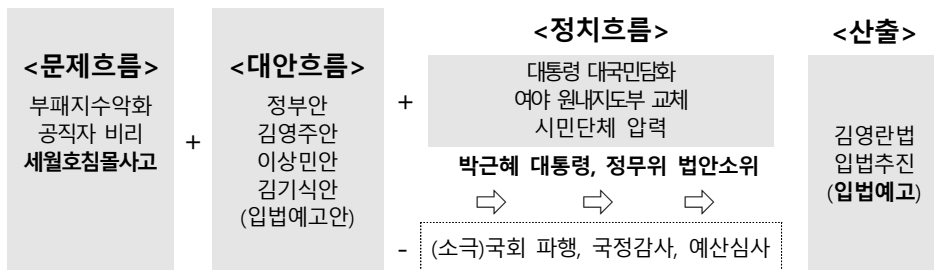 <문제흐름>
부패지수악화
공직자 비리
세월호침몰사고
+
<대안흐름>
정부안
김영주안
이상민안
김기식안
(입법예고안)
+
-
<정치흐름>
대통령 대국민담화
여야 원내지도부 교체
시민단체 압력
박근혜 대통령, 정무위 법안소위
(소극)국회 파행, 국정감사, 예산심사
<산출>
김영란법
입법추진
(입법예고)